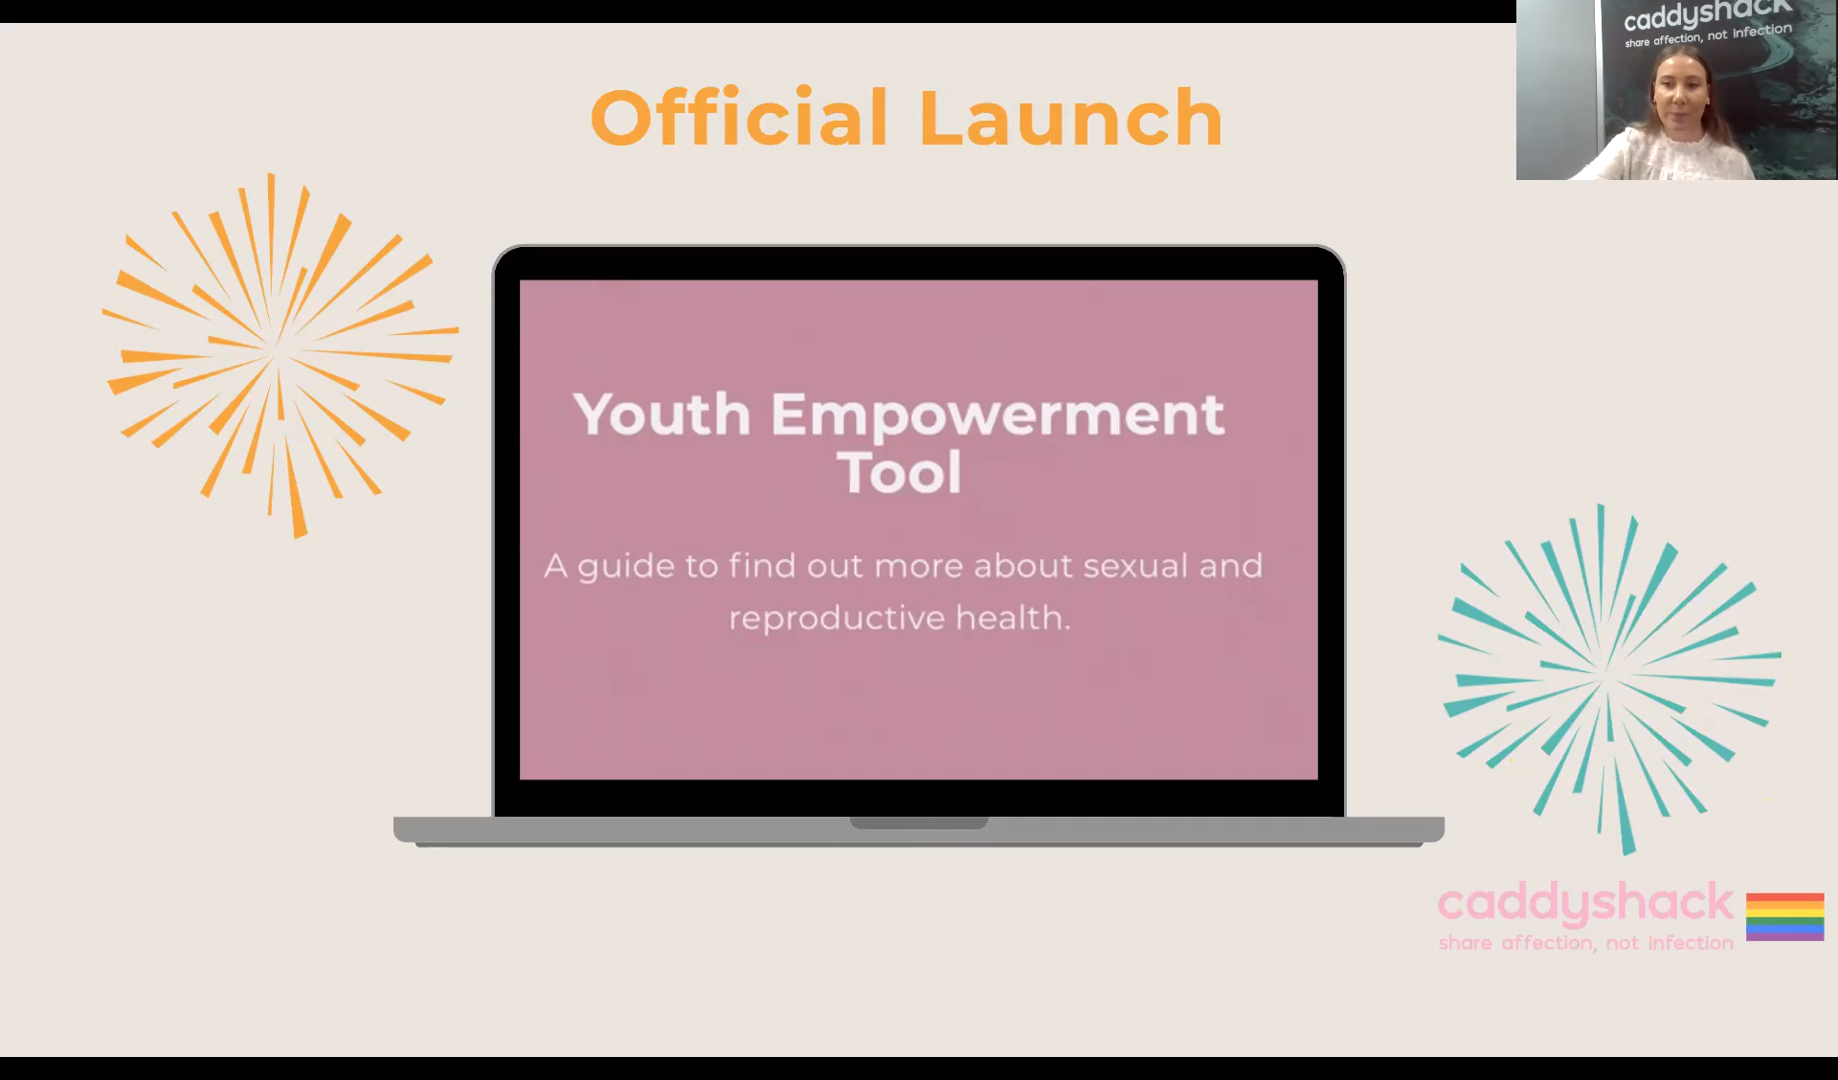 Official Launch
caddyshack
share affection, not infection
Youth Empowerment
Tool
A guide to find out more about sexual and
reproductive health.
caddyshack
share affection, not infection